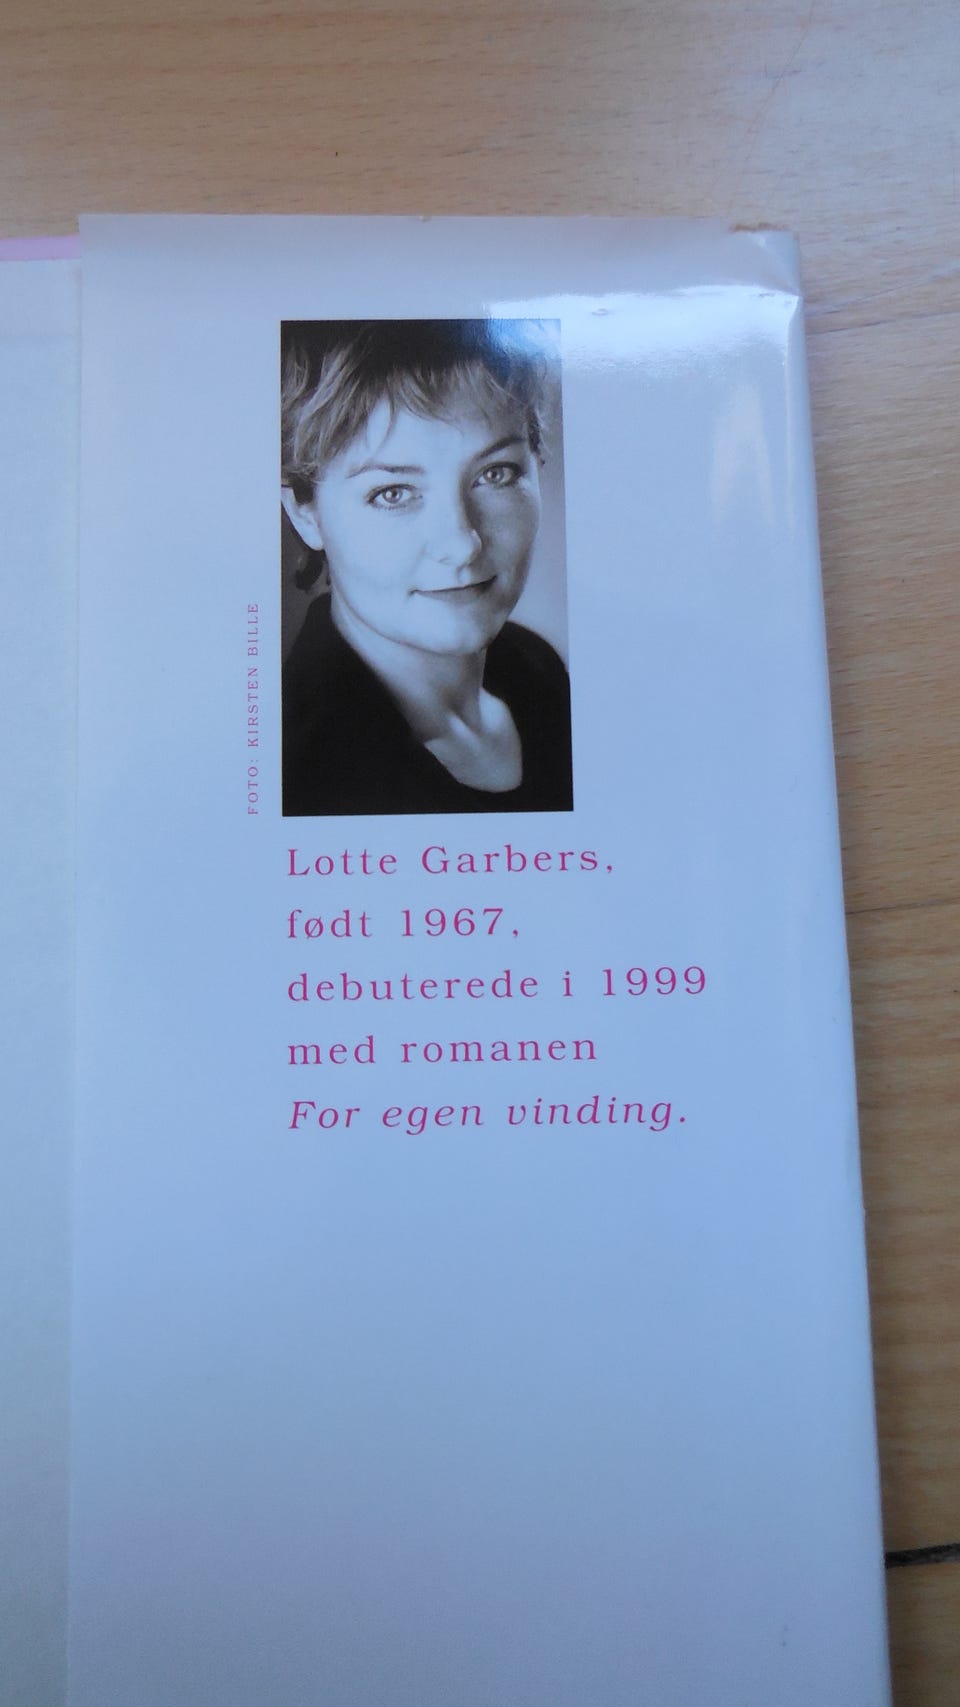 FOTO: KIRSTEN BILLE
Lotte Garbers,
født 1967,
debuterede i 1999
med romanen
For egen vinding.